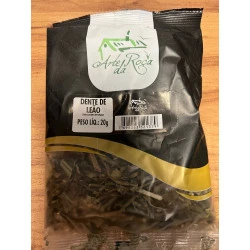 Arte da Roça
DENTE DE
LEÃO
PESO LÍQ.: 20g